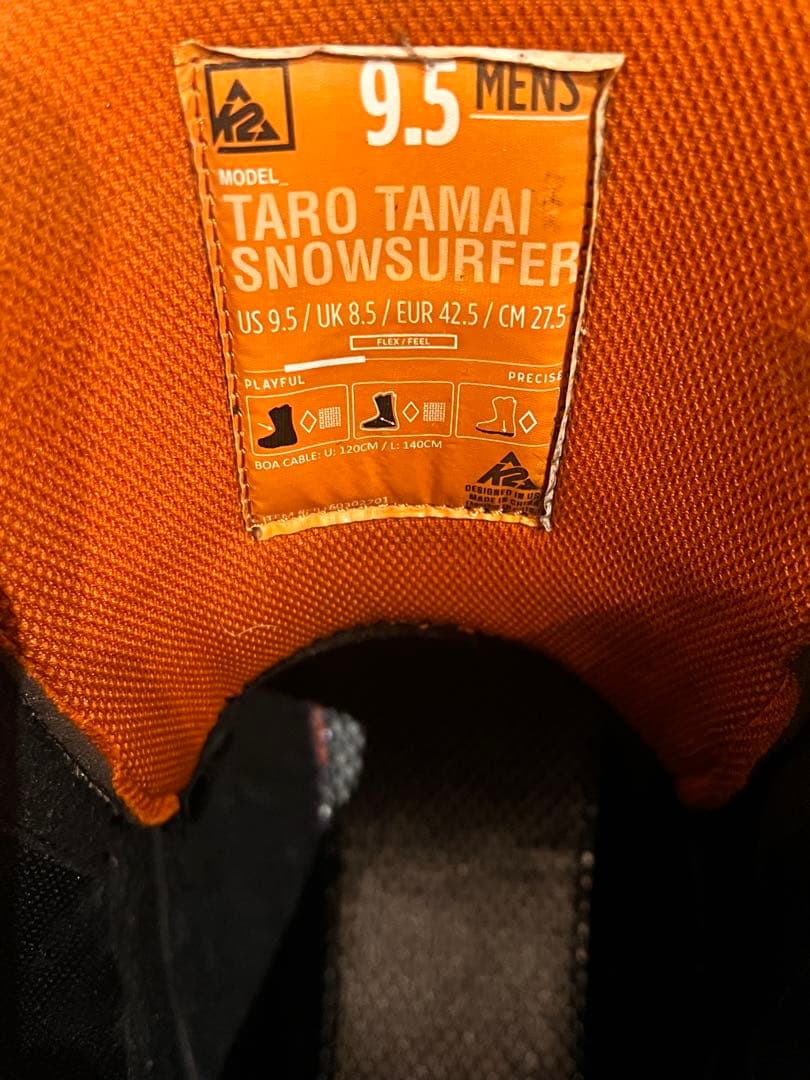 K2
9.5 MENS
MODEL_
TARO TAMAI
SNOWSURFER
US 9.5 / UK 8.5 / EUR 42.5 / CM 27.5
FLEX / FEEL
PLAYFUL PRECISE
BOA CABLE: U: 120CM / L: 140CM
K2
DESIGNED IN US
MADE IN CHINA